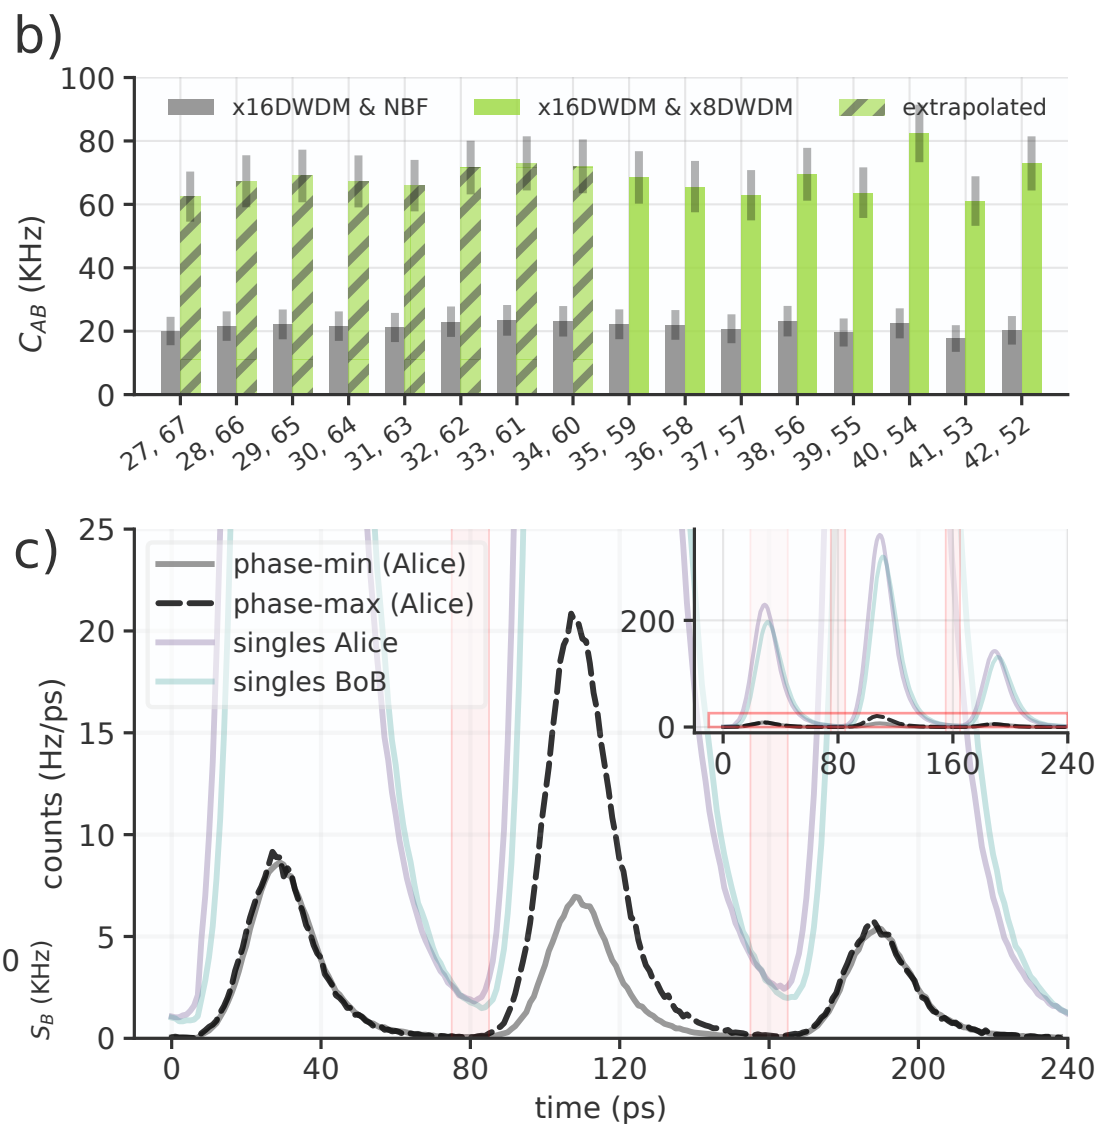 b)
100
80
60
40
20
0
C_AB (KHz)
x16DWDM & NBF
x16DWDM & x8DWDM
extrapolated
27, 67
28, 66
29, 65
30, 64
31, 63
32, 62
33, 61
34, 60
35, 59
36, 58
37, 57
38, 56
39, 55
40, 54
41, 53
42, 52
c)
25
20
15
10
5
0
counts (Hz/ps)
0
S_B (KHz)
phase-min (Alice)
phase-max (Alice)
singles Alice
singles BoB
200
0
0 80 160 240
0 40 80 120 160 200 240
time (ps)